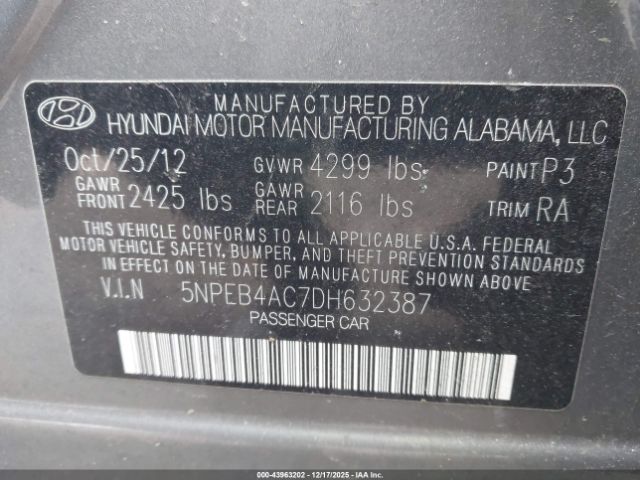 MANUFACTURED BY
HYUNDAI MOTOR MANUFACTURING ALABAMA, LLC
Oct/25/12 GVWR 4299 lbs PAINT P3
GAWR FRONT 2425 lbs GAWR REAR 2116 lbs TRIM RA
THIS VEHICLE CONFORMS TO ALL APPLICABLE U.S.A. FEDERAL
MOTOR VEHICLE SAFETY, BUMPER, AND THEFT PREVENTION STANDARDS
IN EFFECT ON THE DATE OF MANUFACTURE SHOWN ABOVE.
V.I.N 5NPEB4AC7DH632387
PASSENGER CAR
000-43963202 - 12/17/2025 - IAAI.COM